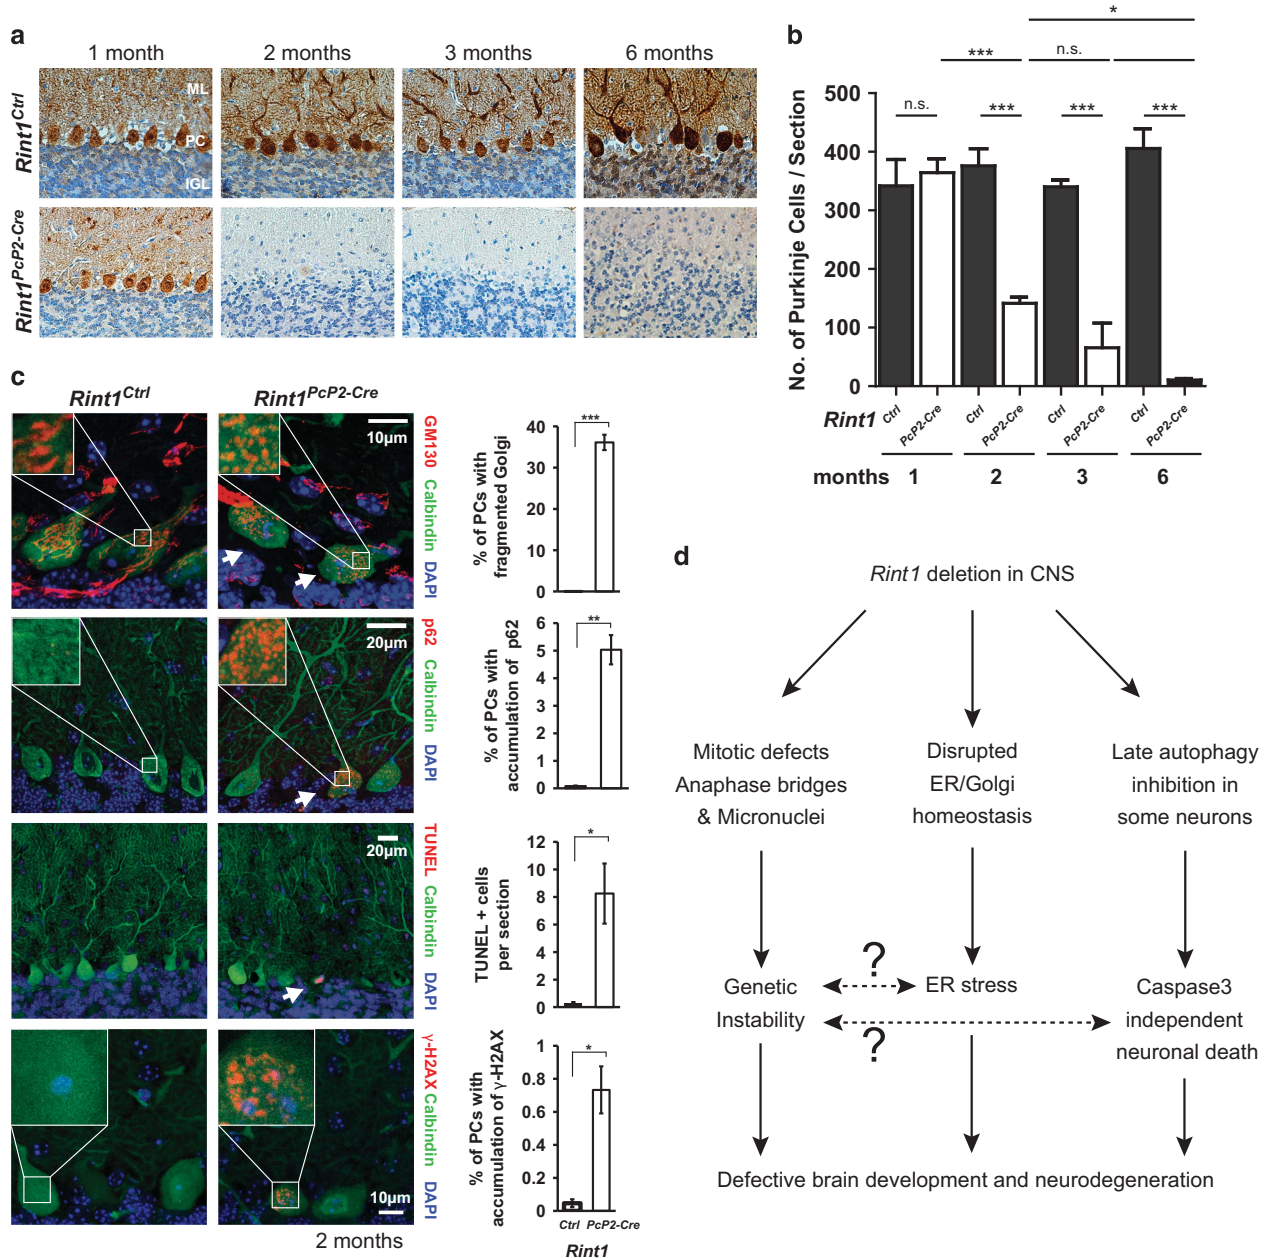 a
1 month
2 months
3 months
6 months
Rint1Ctrl
ML
PC
IGL
Rint1PcP2-Cre
b
*
***
n.s.
n.s.
***
***
***
No. of Purkinje Cells / Section
500
400
300
200
100
0
Rint1
Ctrl
PcP2-Cre
Ctrl
PcP2-Cre
Ctrl
PcP2-Cre
Ctrl
PcP2-Cre
months 1 2 3 6
c
Rint1Ctrl
Rint1PcP2-Cre
10µm
GM130 Calbindin DAPI
% of PCs with
fragmented Golgi
40
30
20
10
0
***
20µm
p62 Calbindin DAPI
% of PCs with
accumulation of p62
6
5
4
3
2
1
0
**
20µm
TUNEL Calbindin DAPI
TUNEL + cells
per section
12
10
8
6
4
2
0
*
10µm
γ-H2AX Calbindin DAPI
% of PCs with
accumulation of γ-H2AX
1
0.8
0.6
0.4
0.2
0
*
Ctrl PcP2-Cre
Rint1
2 months
d
Rint1 deletion in CNS
Mitotic defects
Anaphase bridges
& Micronuclei
Disrupted
ER/Golgi
homeostasis
Late autophagy
inhibition in
some neurons
Genetic
Instability
?
ER stress
?
Caspase3
independent
neuronal death
Defective brain development and neurodegeneration